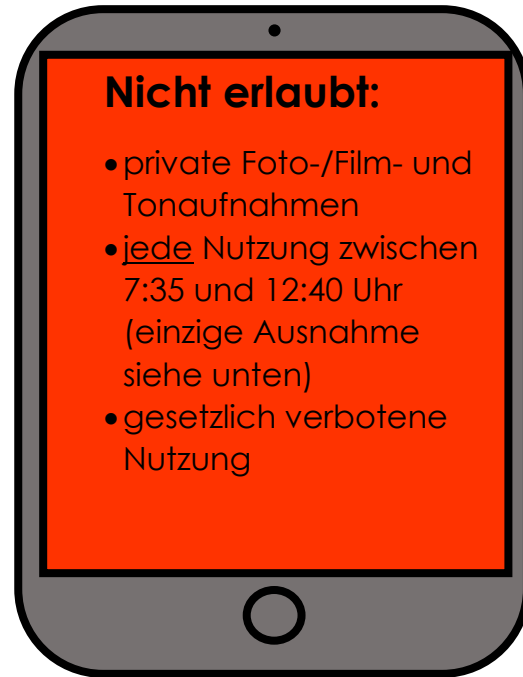 Nicht erlaubt:
• private Foto-/Film- und
Tonaufnahmen
• jede Nutzung zwischen
7:35 und 12:40 Uhr
(einzige Ausnahme
siehe unten)
• gesetzlich verbotene
Nutzung